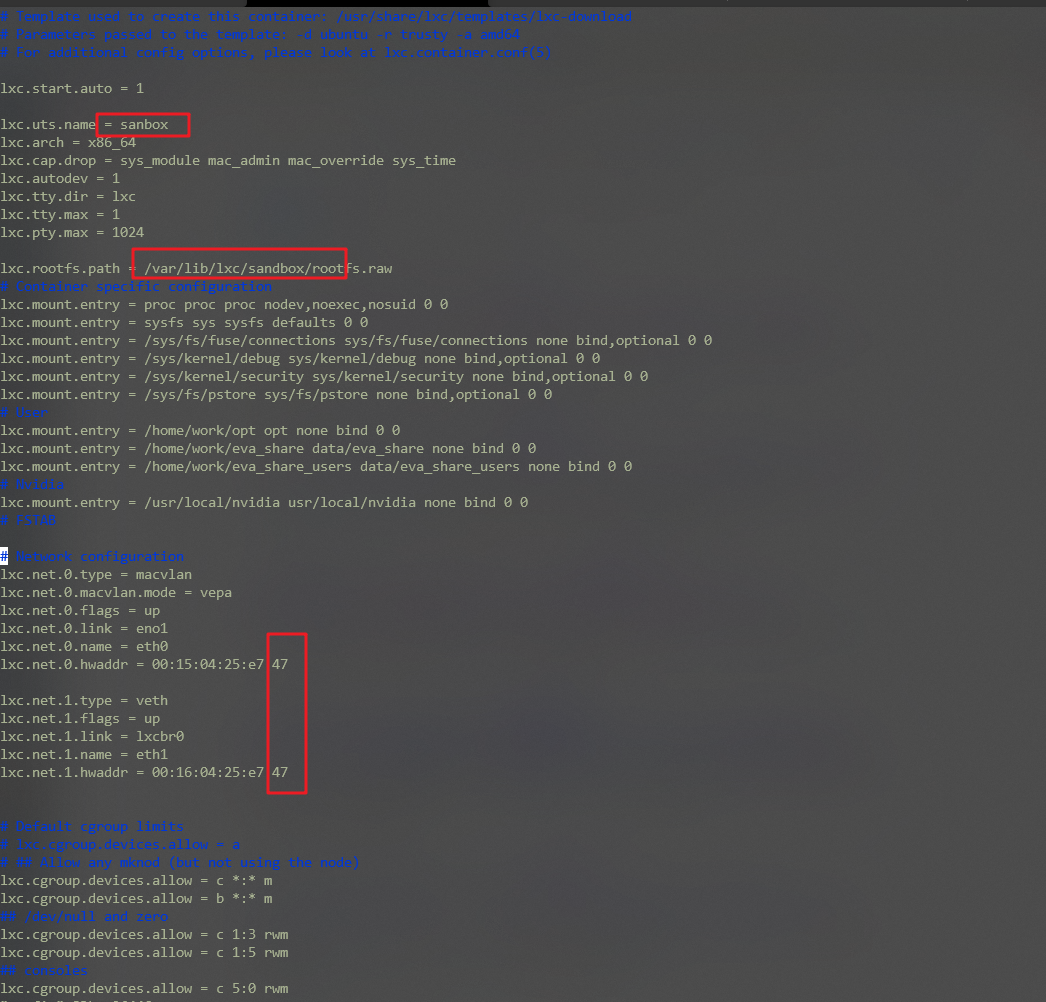 # Template used to create this container: /usr/share/lxc/templates/lxc-download
# Parameters passed to the template: -d ubuntu -r trusty -a amd64
# For additional config options, please look at lxc.container.conf(5)
lxc.start.auto = 1
lxc.uts.name = sanbox
lxc.arch = x86_64
lxc.cap.drop = sys_module mac_admin mac_override sys_time
lxc.autodev = 1
lxc.tty.dir = lxc
lxc.tty.max = 1
lxc.pty.max = 1024
lxc.rootfs.path = /var/lib/lxc/sandbox/rootfs.raw
# Container specific configuration
lxc.mount.entry = proc proc proc nodev,noexec,nosuid 0 0
lxc.mount.entry = sysfs sys sysfs defaults 0 0
lxc.mount.entry = /sys/fs/fuse/connections sys/fs/fuse/connections none bind,optional 0 0
lxc.mount.entry = /sys/kernel/debug sys/kernel/debug none bind,optional 0 0
lxc.mount.entry = /sys/kernel/security sys/kernel/security none bind,optional 0 0
lxc.mount.entry = /sys/fs/pstore sys/fs/pstore none bind,optional 0 0
# User
lxc.mount.entry = /home/work/opt opt none bind 0 0
lxc.mount.entry = /home/work/eva_share data/eva_share none bind 0 0
lxc.mount.entry = /home/work/eva_share_users data/eva_share_users none bind 0 0
# Nvidia
lxc.mount.entry = /usr/local/nvidia usr/local/nvidia none bind 0 0
# FSTAB
# Network configuration
lxc.net.0.type = macvlan
lxc.net.0.macvlan.mode = vepa
lxc.net.0.flags = up
lxc.net.0.link = eno1
lxc.net.0.name = eth0
lxc.net.0.hwaddr = 00:15:04:25:e7:47
lxc.net.1.type = veth
lxc.net.1.flags = up
lxc.net.1.link = lxcbr0
lxc.net.1.name = eth1
lxc.net.1.hwaddr = 00:16:04:25:e7:47
# Default cgroup limits
# lxc.cgroup.devices.allow = a
# ## Allow any mknod (but not using the node)
lxc.cgroup.devices.allow = c *:* m
lxc.cgroup.devices.allow = b *:* m
## /dev/null and zero
lxc.cgroup.devices.allow = c 1:3 rwm
lxc.cgroup.devices.allow = c 1:5 rwm
## consoles
lxc.cgroup.devices.allow = c 5:0 rwm